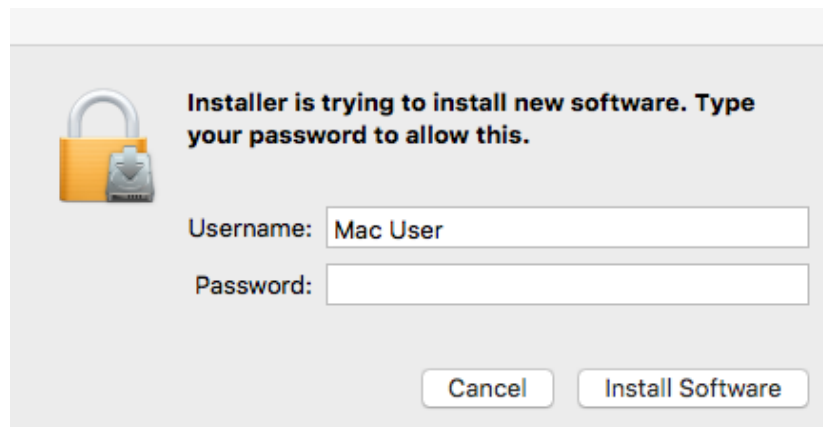 Installer is trying to install new software. Type
your password to allow this.
Username: Mac User
Password:
Cancel Install Software